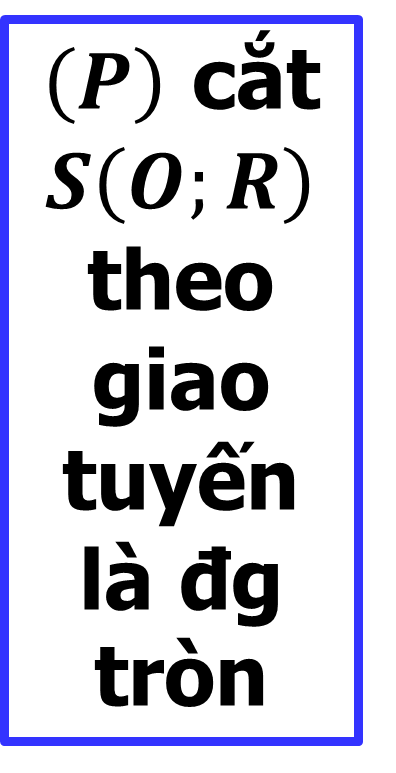 (P) cắt
S(O; R)
theo
giao
tuyến
là đg
tròn